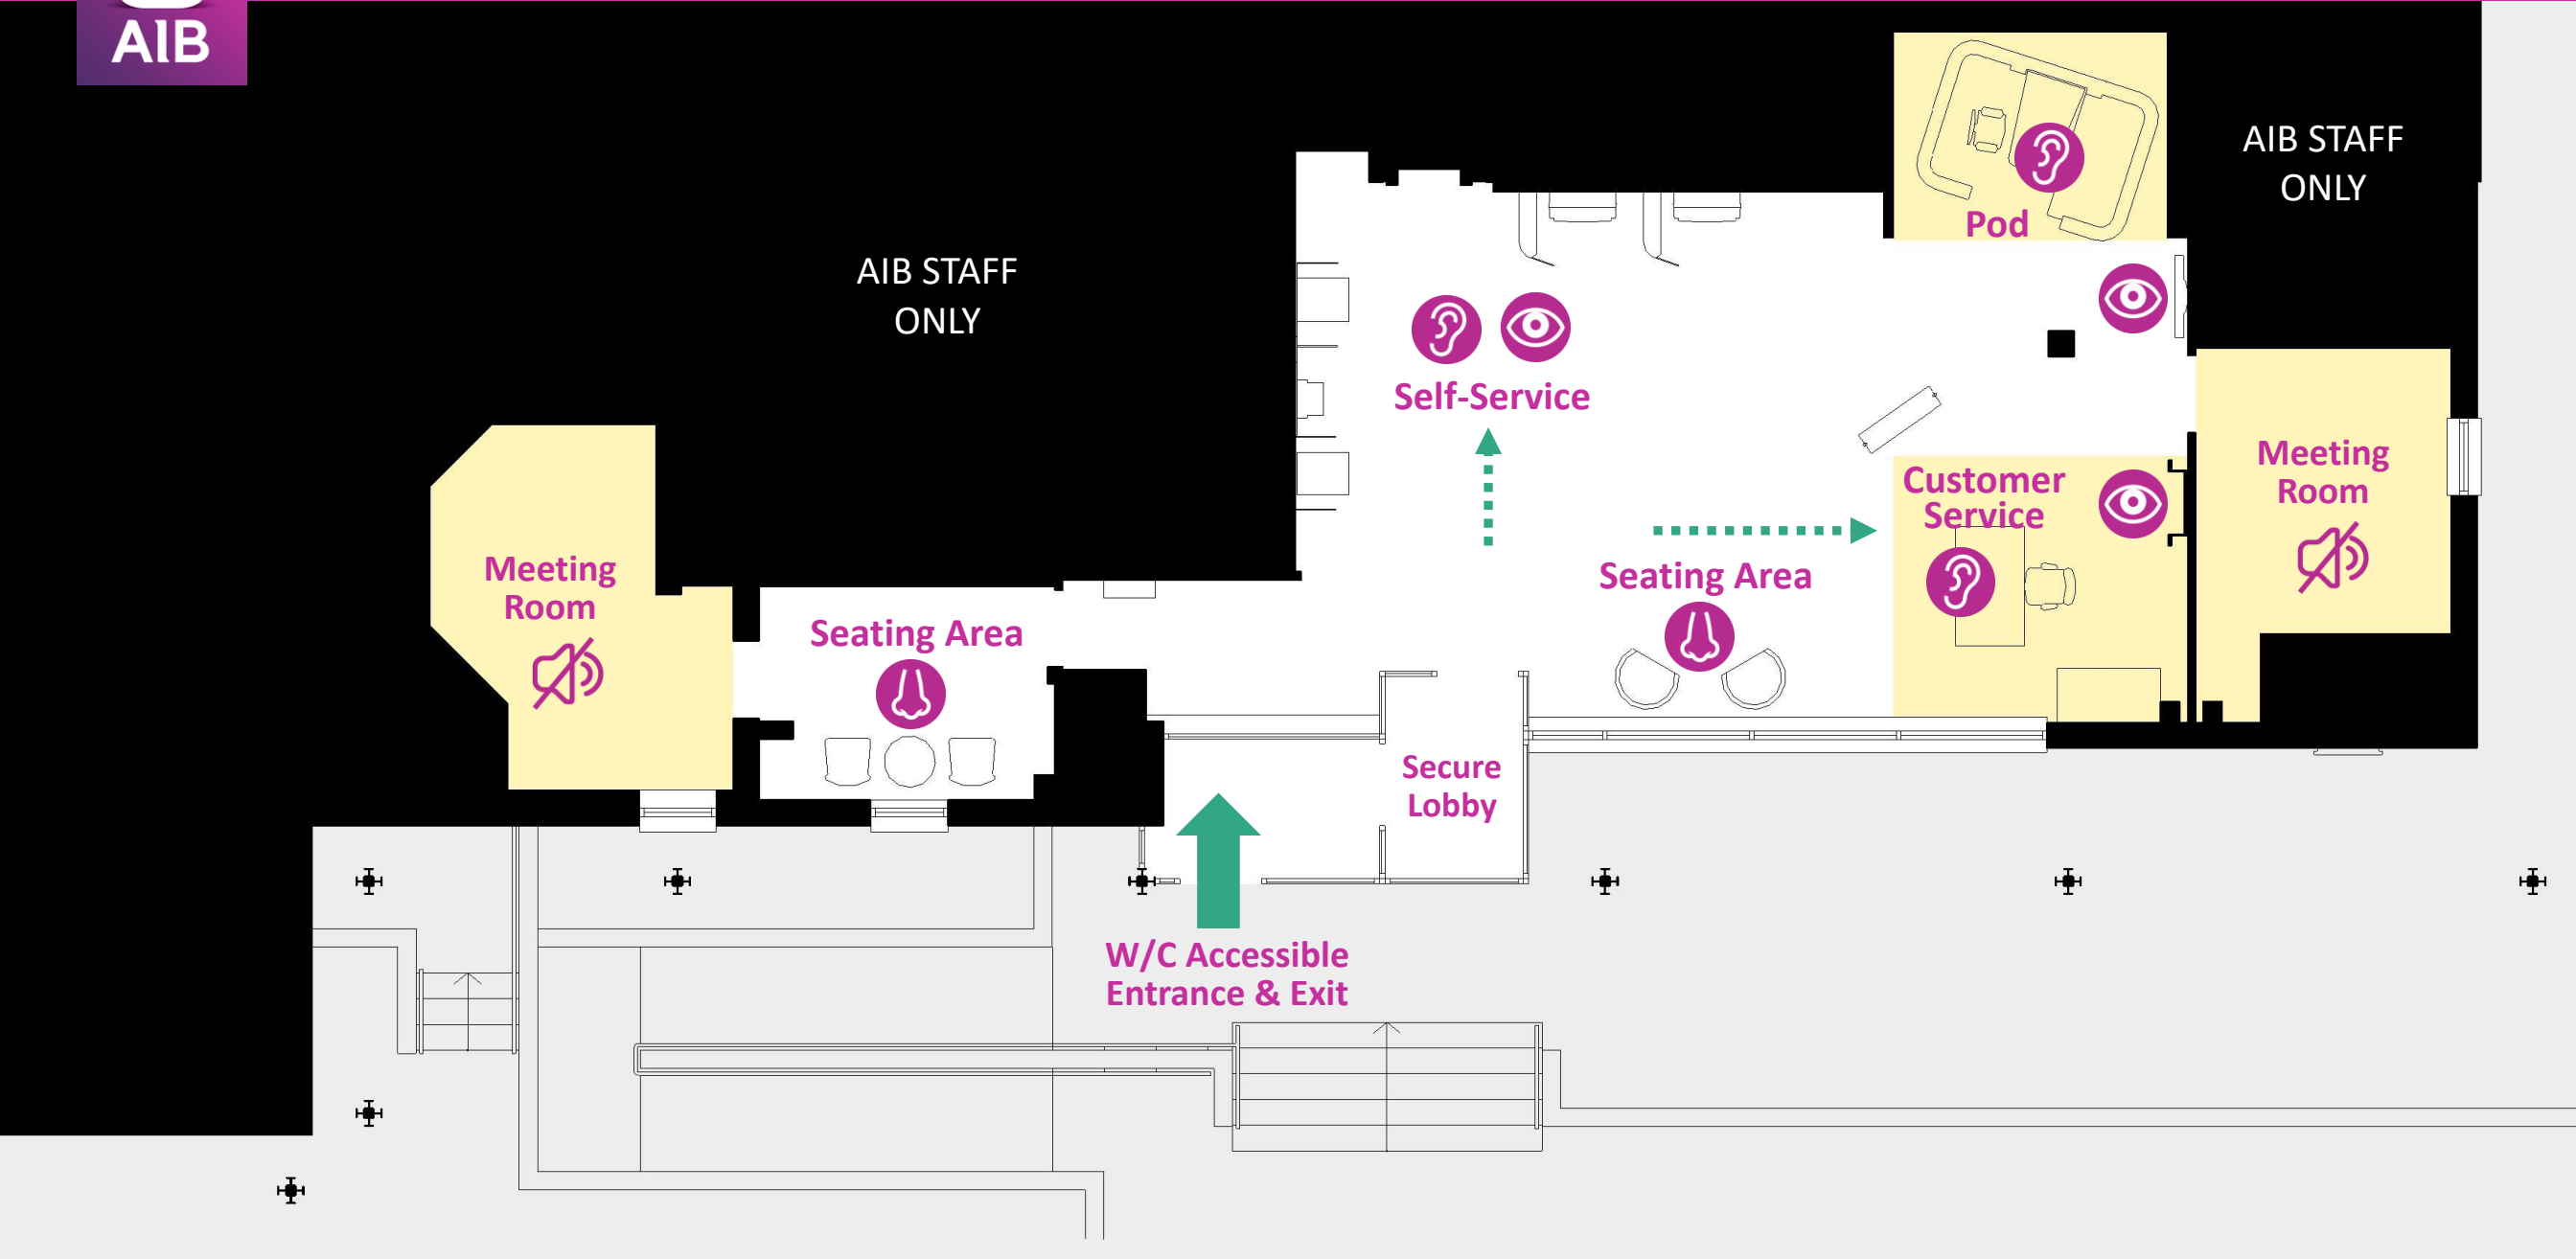 AIB
AIB STAFF
ONLY
AIB STAFF
ONLY
Pod
Self-Service
Meeting
Room
Customer
Service
Seating Area
Meeting
Room
Seating Area
Secure
Lobby
W/C Accessible
Entrance & Exit